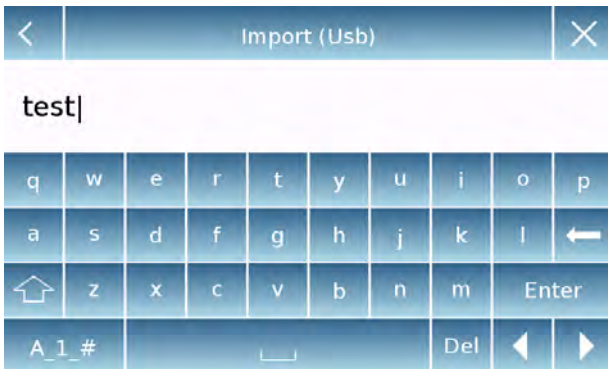 Import (Usb)
test
q w e r t y u i o p
a s d f g h j k l
z x c v b n m Enter
A_1_# Del